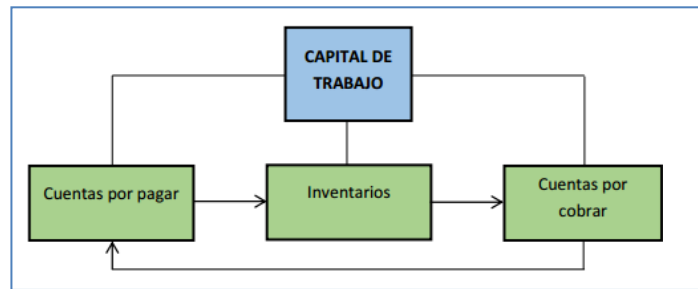 CAPITAL DE
TRABAJO
Cuentas por pagar
Inventarios
Cuentas por
cobrar